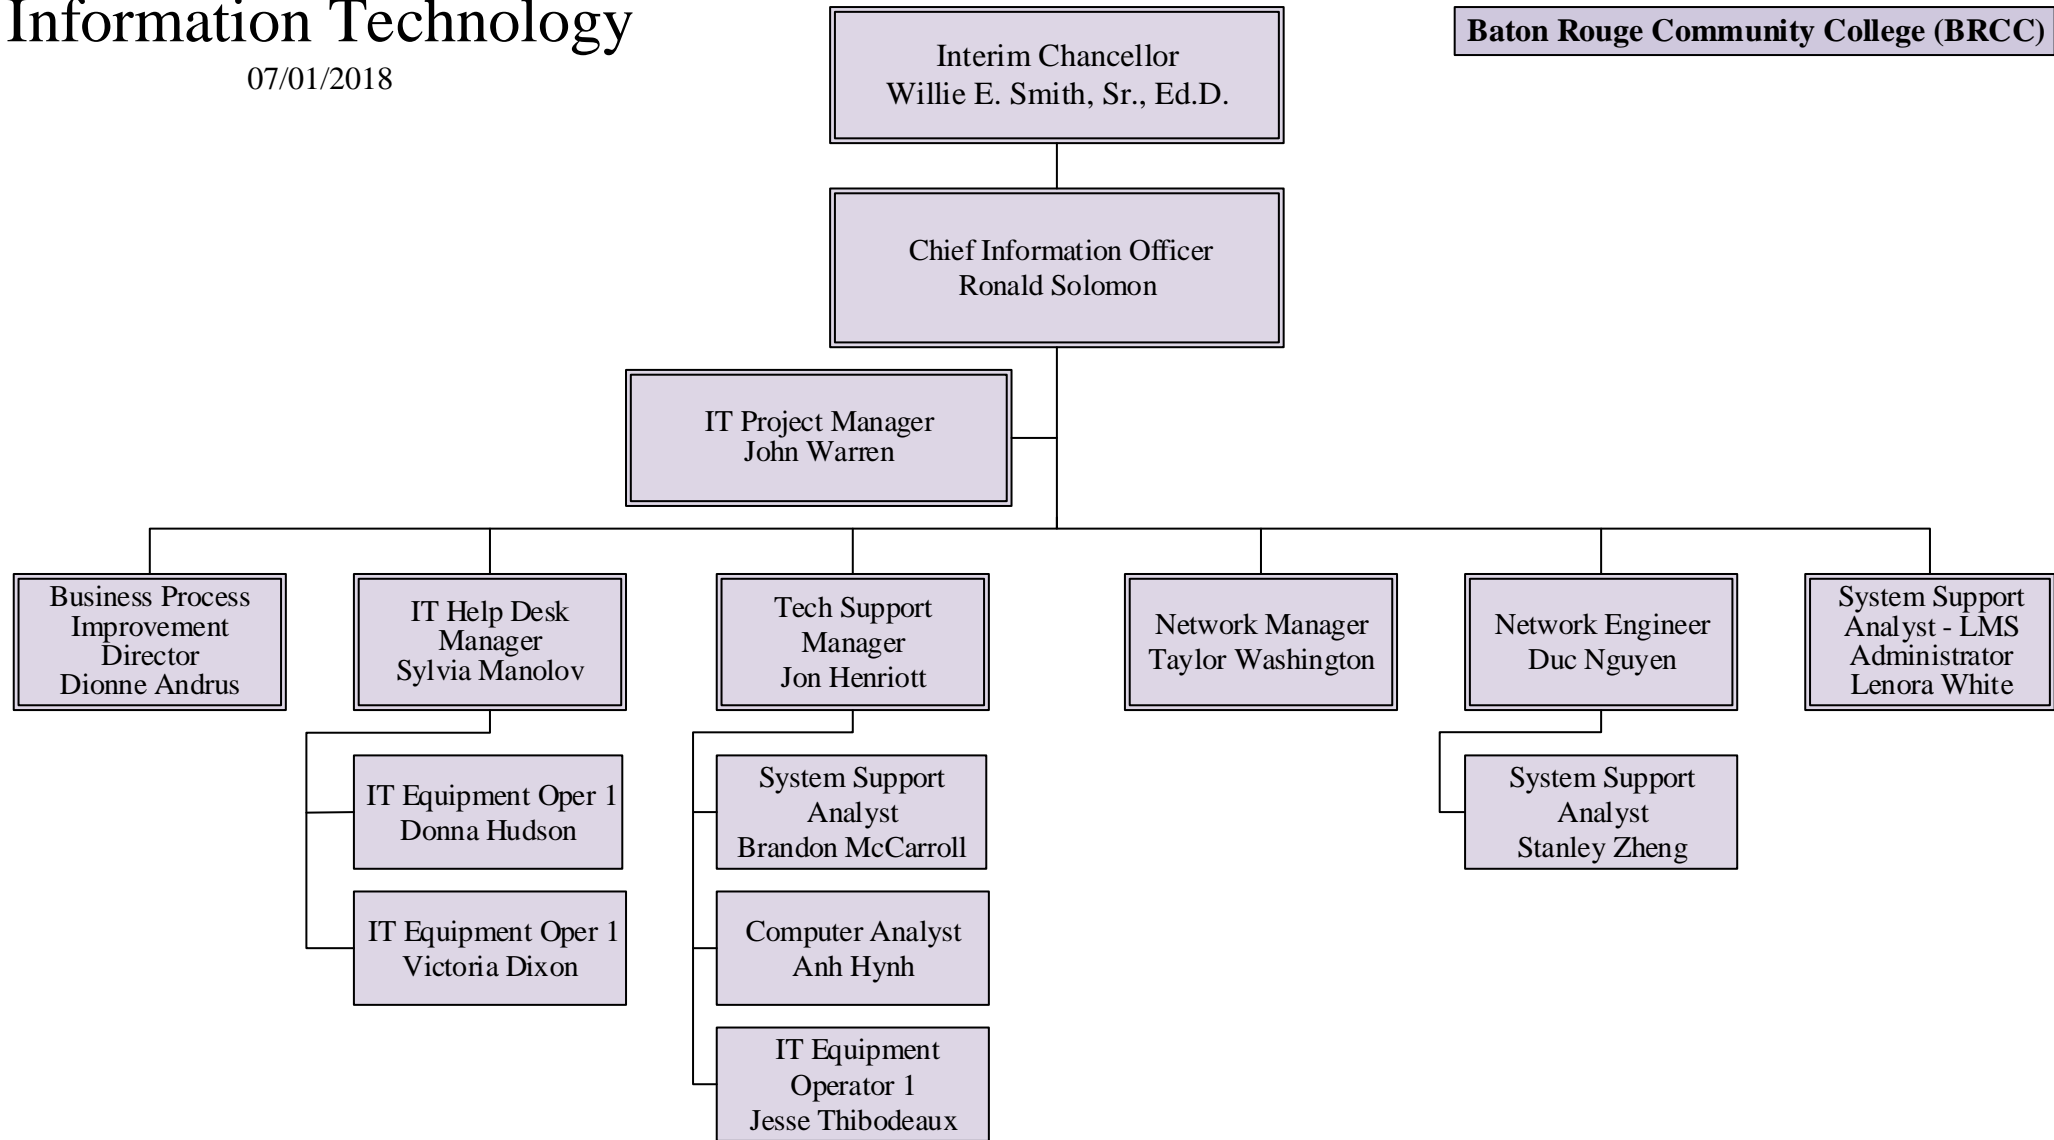 Information Technology
07/01/2018
Baton Rouge Community College (BRCC)
Interim Chancellor
Willie E. Smith, Sr., Ed.D.
Chief Information Officer
Ronald Solomon
IT Project Manager
John Warren
Business Process
Improvement
Director
Dionne Andrus
IT Help Desk
Manager
Sylvia Manolov
Tech Support
Manager
Jon Henriott
Network Manager
Taylor Washington
Network Engineer
Duc Nguyen
System Support
Analyst - LMS
Administrator
Lenora White
IT Equipment Oper 1
Donna Hudson
IT Equipment Oper 1
Victoria Dixon
System Support
Analyst
Brandon McCarroll
Computer Analyst
Anh Hynh
IT Equipment
Operator 1
Jesse Thibodeaux
System Support
Analyst
Stanley Zheng